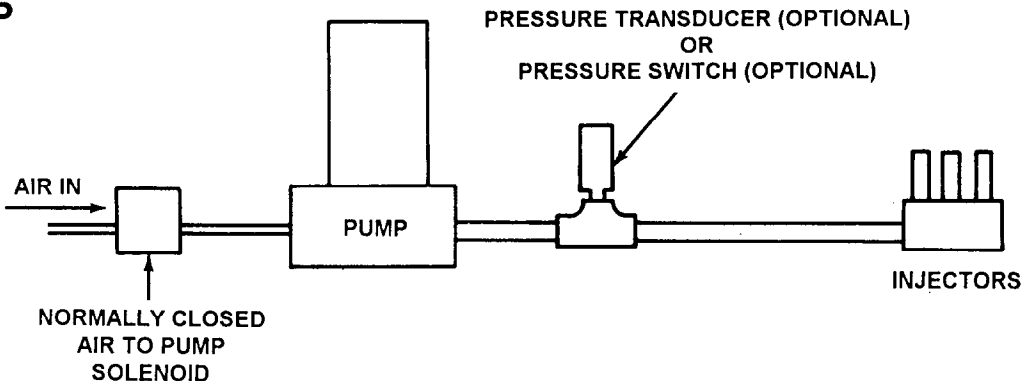 PRESSURE TRANSDUCER (OPTIONAL)
OR
PRESSURE SWITCH (OPTIONAL)
AIR IN
PUMP
INJECTORS
NORMALLY CLOSED
AIR TO PUMP
SOLENOID